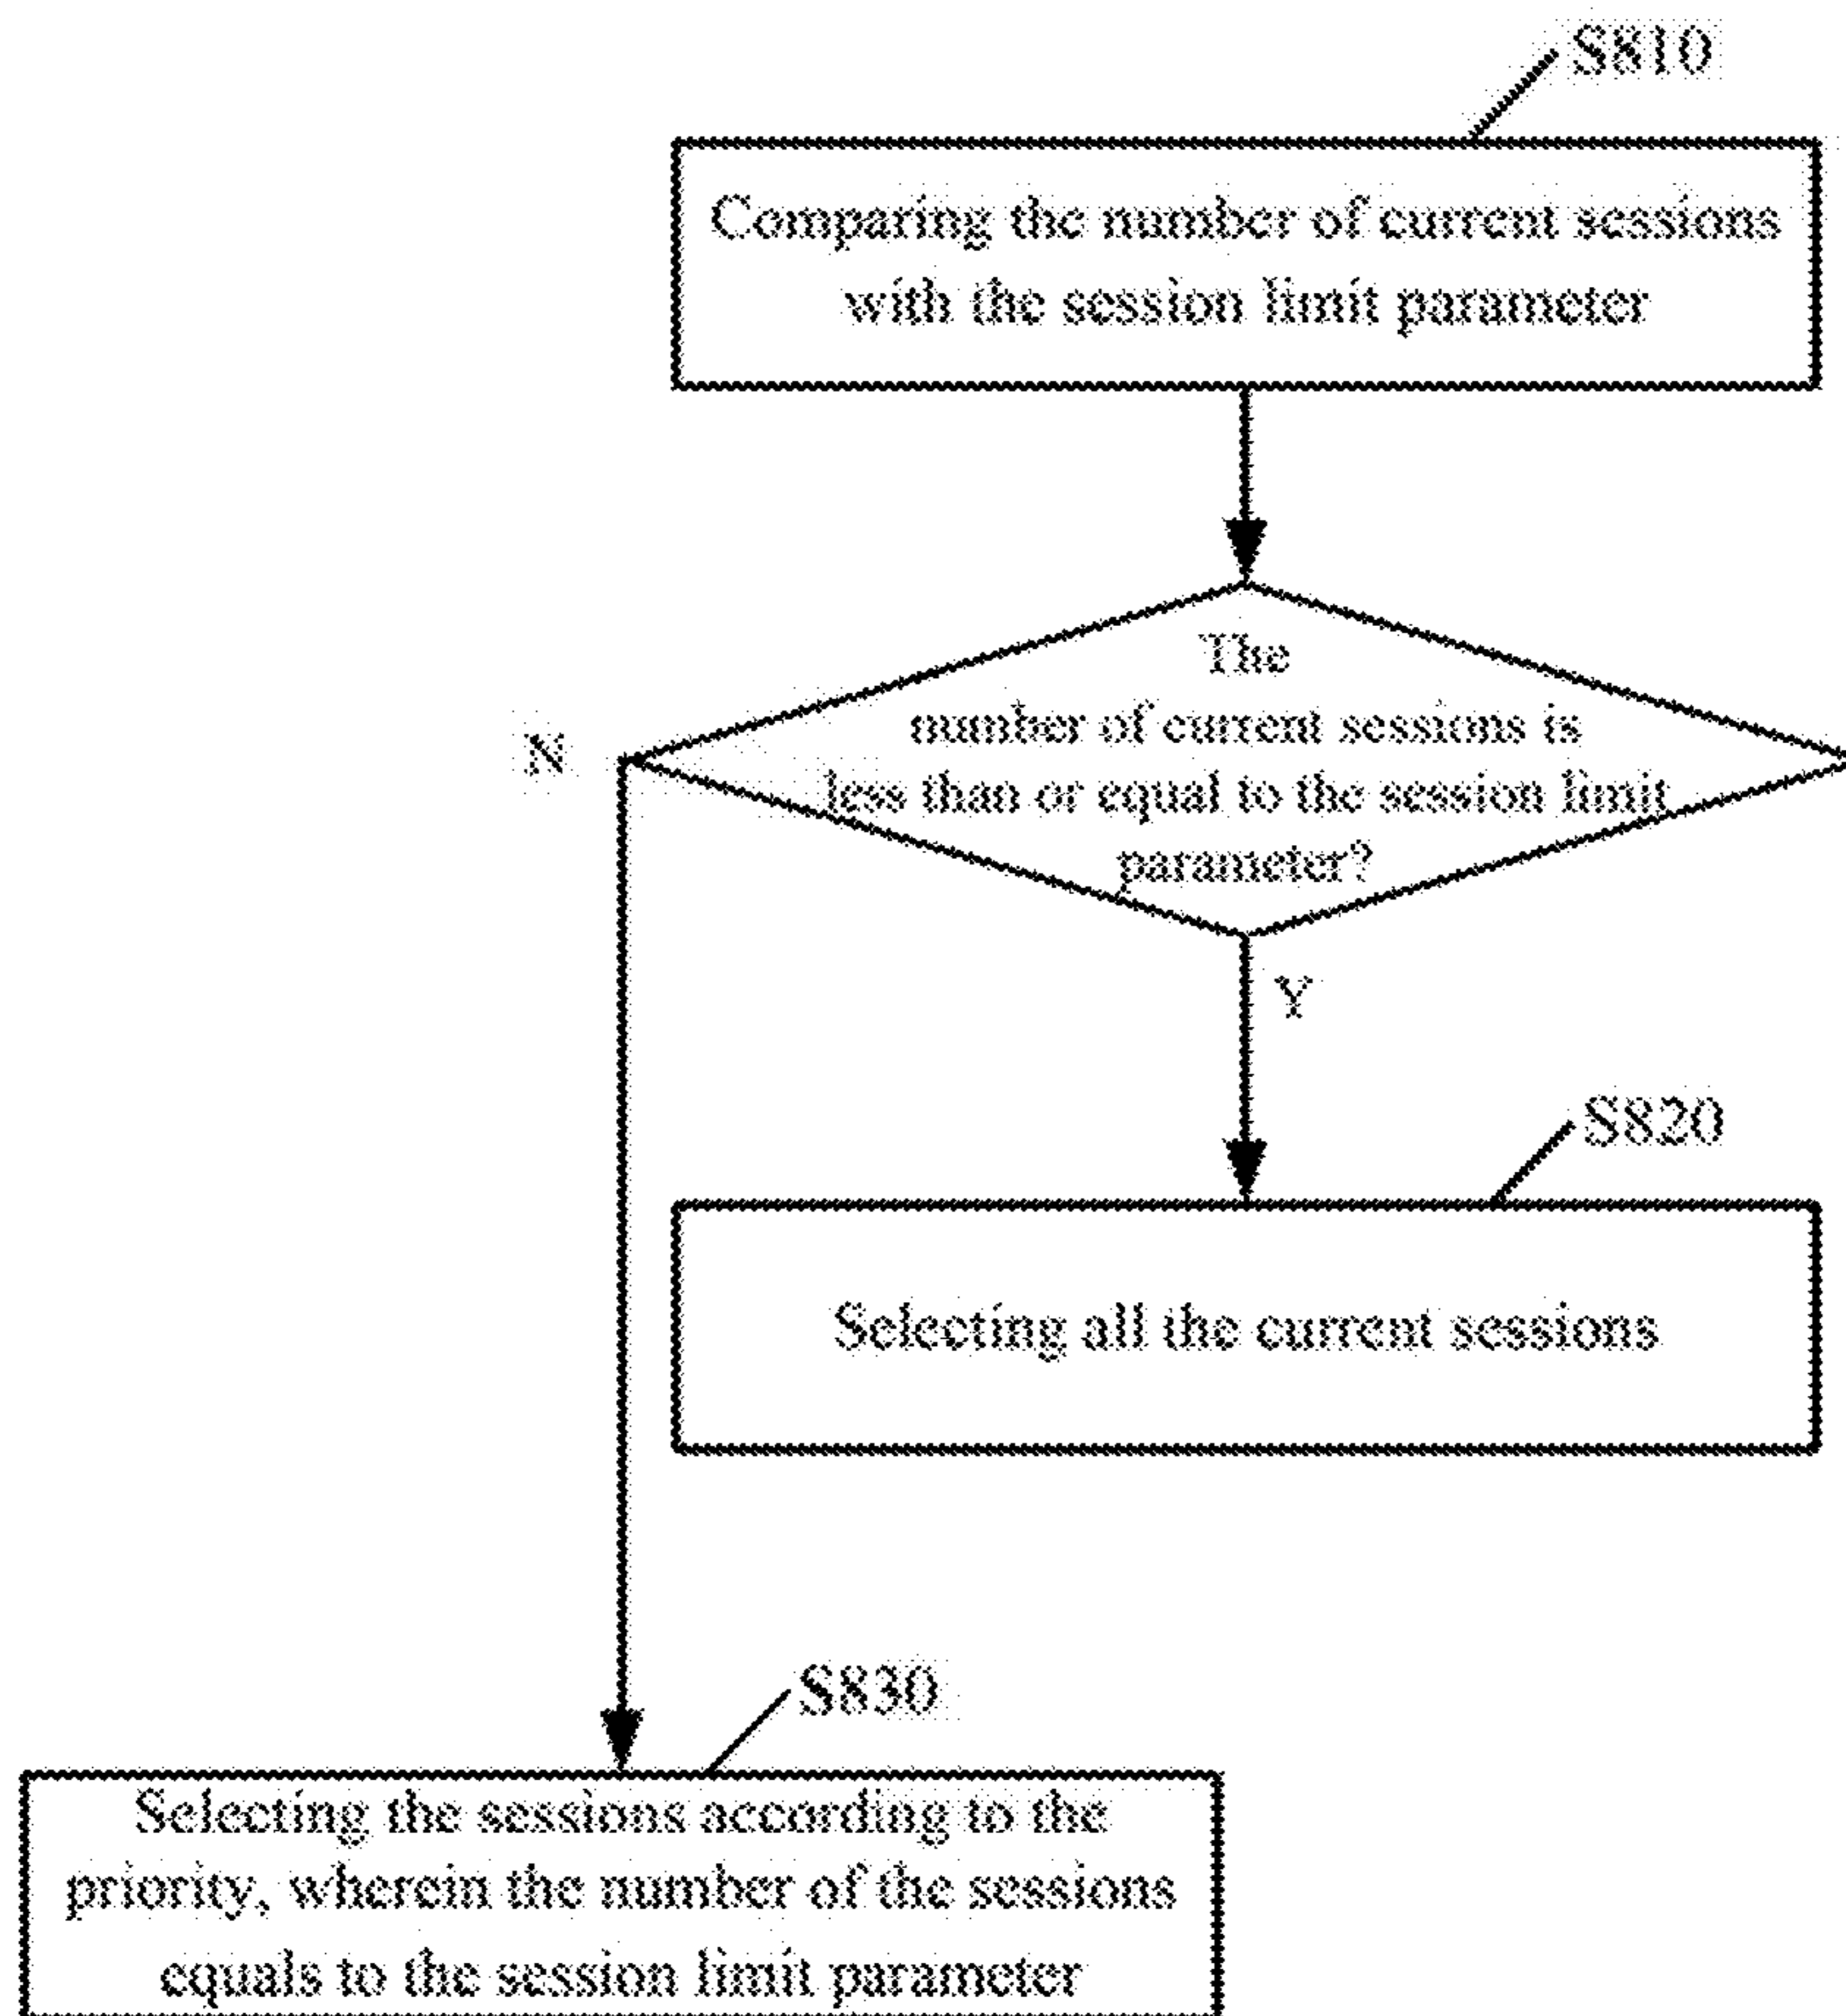 S810
Comparing the number of current sessions
with the session limit parameter
The
number of current sessions is
less than or equal to the session limit
parameter?
N
Y
S820
Selecting all the current sessions
S830
Selecting the sessions according to the
priority, wherein the number of the sessions
equals to the session limit parameter